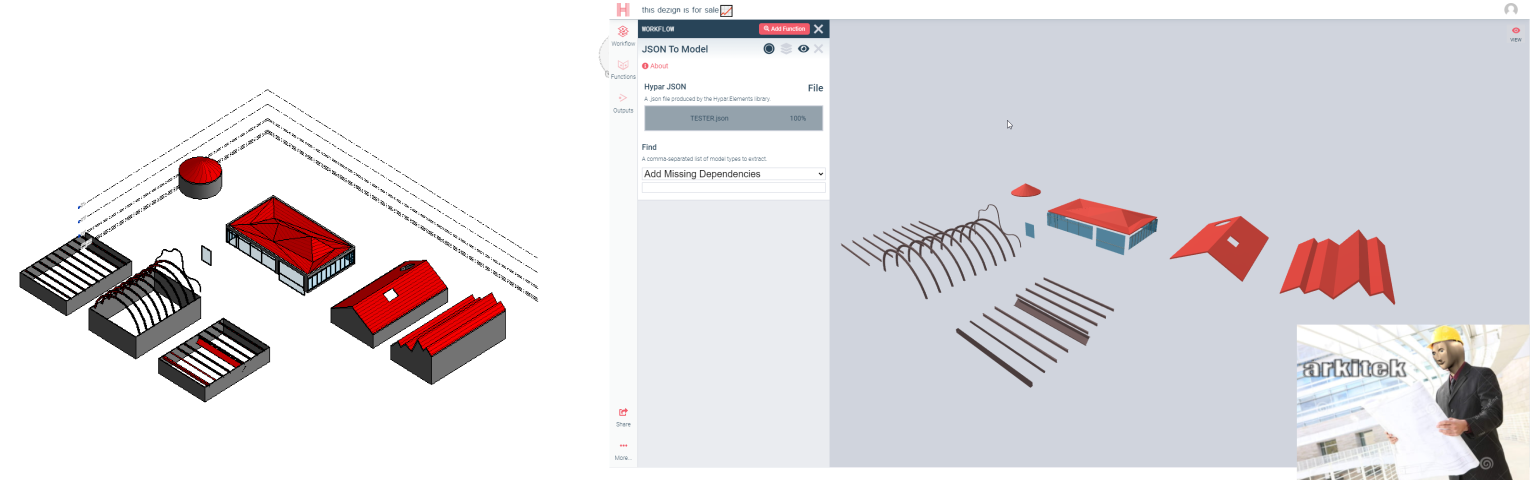 this dezign is for sale
WORKFLOW
Add Function
JSON To Model
About
Hypar JSON
File
A .json file produced by the Hypar Elements library.
TESTER.json
100%
Find
A comma-separated list of model types to extract.
Add Missing Dependencies
Workflow
Functions
Outputs
Share
More...
VIEW
arkitek